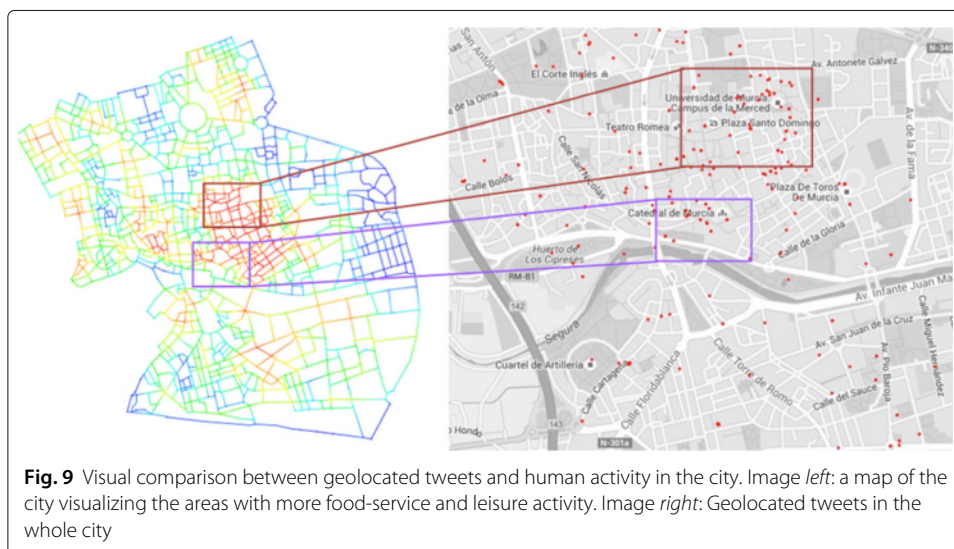 San Antón
N-340
El Corte Inglés
Av. Antonete Gálvez
Calle de la Olma
Universidad de Murcia:
Campus de la Merced
Teatro Romea
Plaza Santo Domingo
Av. de la Fama
Calle San Nicolás
Calle Bolos
Plaza De Toros
De Murcia
Catedral de Murcia
Calle de la Gloria
Huerto de
Los Cipreses
RM-B1
142
Av. Infante Juan Ma
Segura
Av. San Juan de la Cruz
Cuartel de Artillería
Calle Cartagena
Calle Floridablanca
Calle Torre de Romo
Calle del Sauce
Av. Pío Baroja
Calle Miguel Hernández
Hondo
143
N-301a
Fig. 9 Visual comparison between geolocated tweets and human activity in the city. Image left: a map of the
city visualizing the areas with more food-service and leisure activity. Image right: Geolocated tweets in the
whole city